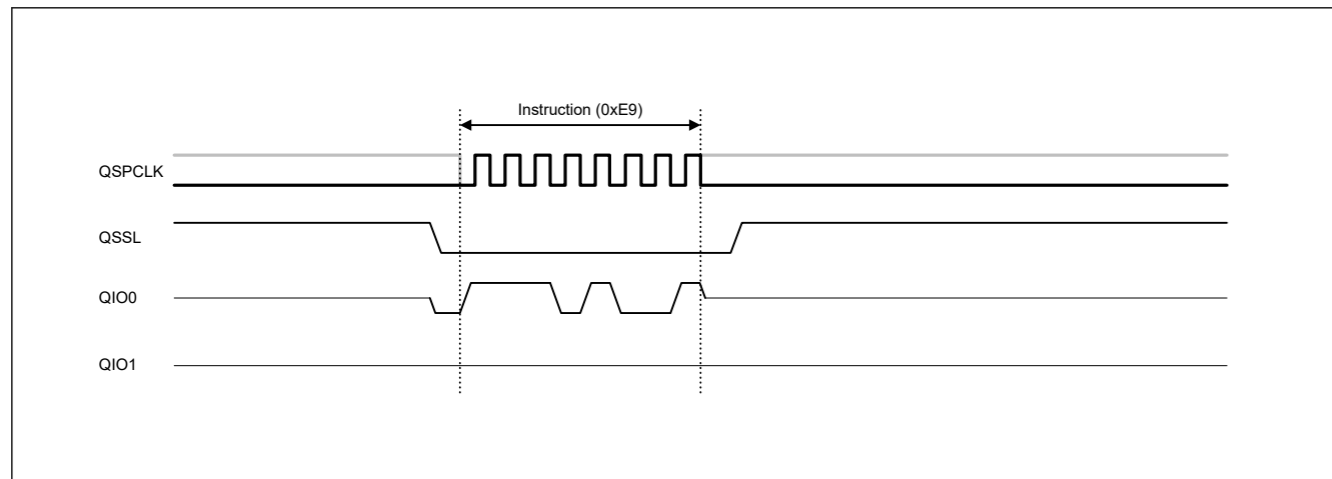 Instruction (0xE9)
QSPCLK
QSSL
QIO0
QIO1